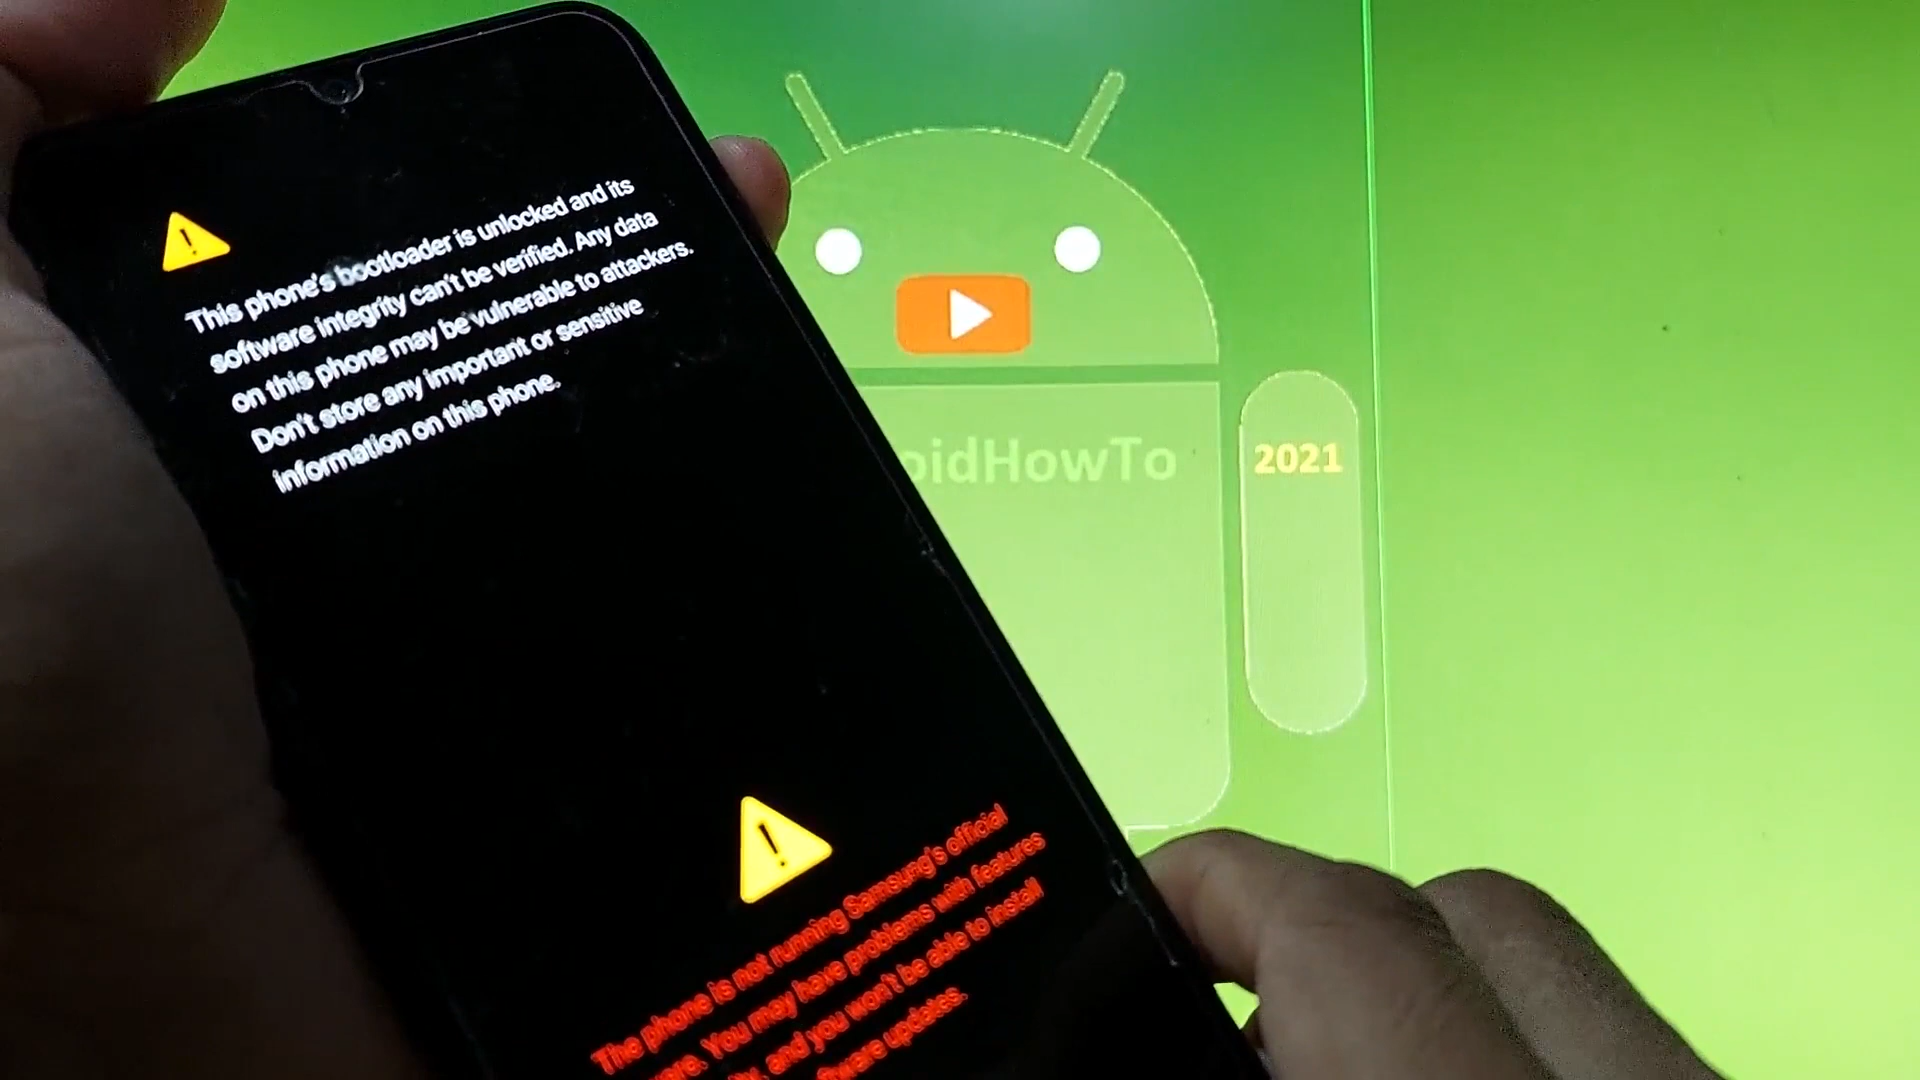 This phone's bootloader is unlocked and its
software integrity can't be verified. Any data
on this phone may be vulnerable to attackers.
Don't store any important or sensitive
information on this phone.
The phone is not running Samsung's official
You may have problems with features
and you won't be able to install
updates.
oidHowTo
2021